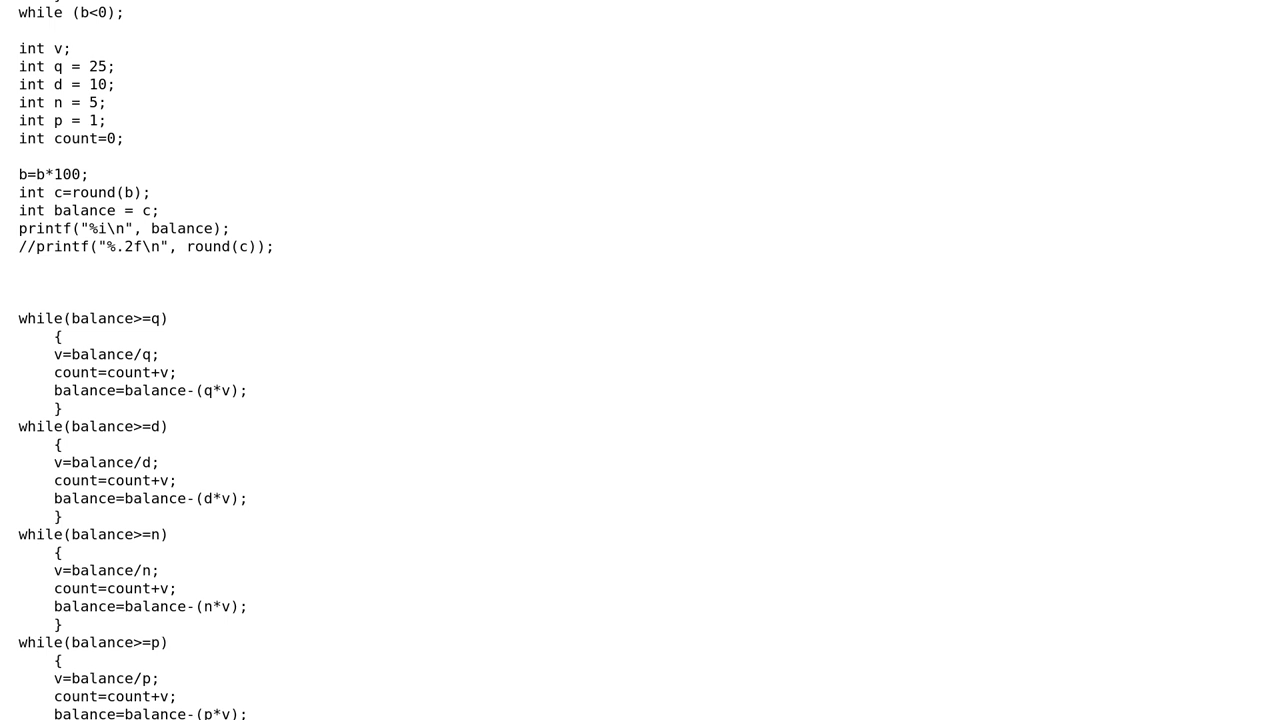 while (b<0);

int v;
int q = 25;
int d = 10;
int n = 5;
int p = 1;
int count=0;

b=b*100;
int c=round(b);
int balance = c;
printf("%i\n", balance);
//printf("%.2f\n", round(c));

while(balance>=q)
    {
    v=balance/q;
    count=count+v;
    balance=balance-(q*v);
    }
while(balance>=d)
    {
    v=balance/d;
    count=count+v;
    balance=balance-(d*v);
    }
while(balance>=n)
    {
    v=balance/n;
    count=count+v;
    balance=balance-(n*v);
    }
while(balance>=p)
    {
    v=balance/p;
    count=count+v;
    balance=balance-(p*v);